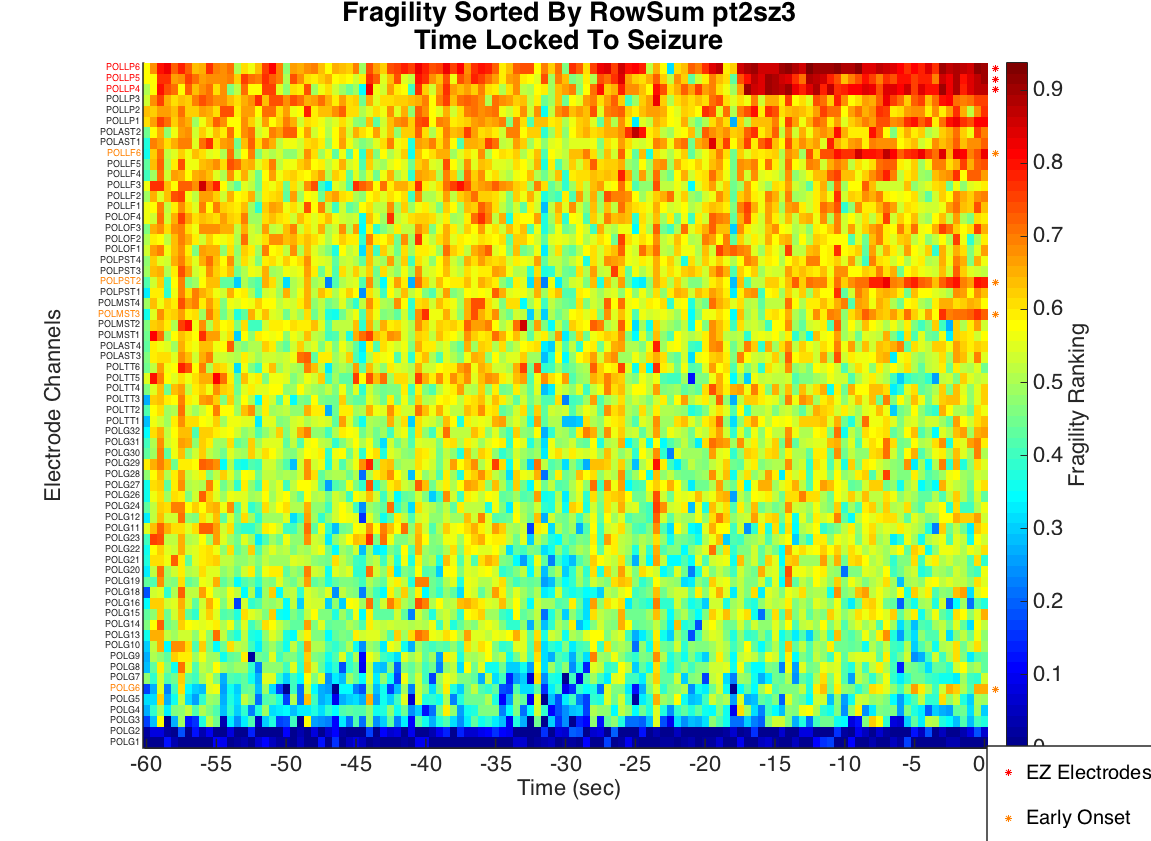 Fragility Sorted By RowSum pt2sz3
Time Locked To Seizure
Electrode Channels
POLLP6
POLLP5
POLLP4
POLLP3
POLLP2
POLLP1
POLAST2
POLAST1
POLLF6
POLLF5
POLLF4
POLLF3
POLLF2
POLLF1
POLOF4
POLOF3
POLOF2
POLOF1
POLPST4
POLPST3
POLPST2
POLPST1
POLMST4
POLMST3
POLMST2
POLMST1
POLAST4
POLAST3
POLTT6
POLTT5
POLTT4
POLTT3
POLTT2
POLTT1
POLG32
POLG31
POLG30
POLG29
POLG28
POLG27
POLG26
POLG24
POLG12
POLG11
POLG23
POLG22
POLG21
POLG20
POLG19
POLG18
POLG16
POLG15
POLG14
POLG13
POLG10
POLG9
POLG8
POLG7
POLG6
POLG5
POLG4
POLG3
POLG2
POLG1
-60 -50 -45 -40 -35 -30 -25 -20 -15 -10 -5 0
Time (sec)
0.9
0.8
0.7
0.6
0.5
0.4
0.3
0.2
0.1
0
Fragility Ranking
* EZ Electrodes
* Early Onset